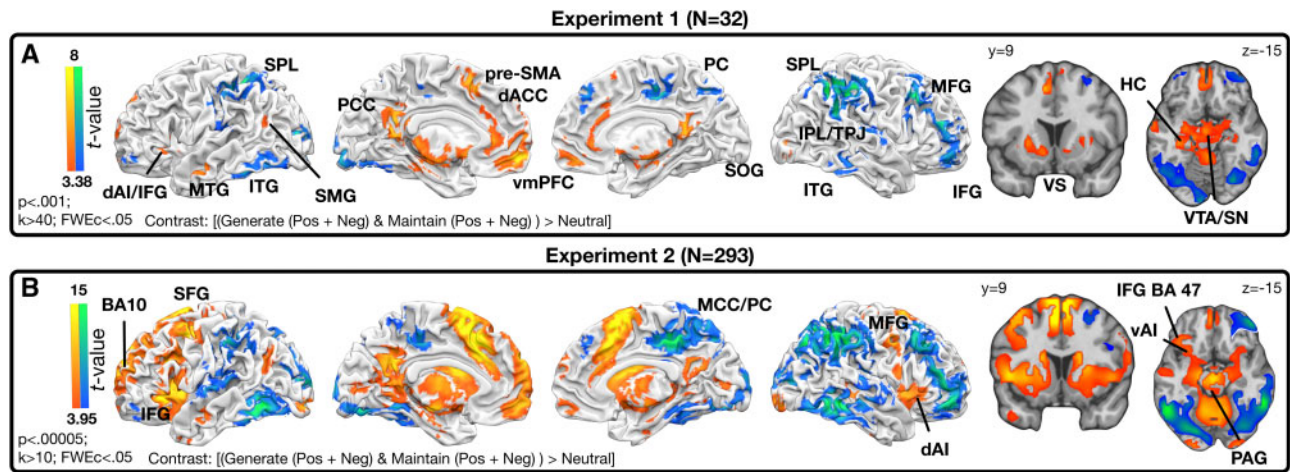 Experiment 1 (N=32)
A
8
t-value
3.38
p<.001;
k>40; FWEc<.05
Contrast: [(Generate (Pos + Neg) & Maintain (Pos + Neg) ) > Neutral]
SPL
dAI/IFG
MTG
ITG
SMG
PCC
pre-SMA
dACC
vmPFC
PC
SOG
SPL
MFG
IPL/TPJ
ITG
IFG
y=9
VS
z=-15
HC
VTA/SN
Experiment 2 (N=293)
B
15
t-value
3.95
p<.00005;
k>10; FWEc<.05
Contrast: [(Generate (Pos + Neg) & Maintain (Pos + Neg) ) > Neutral]
BA10
SFG
IFG
MCC/PC
MFG
dAI
y=9
IFG BA 47
z=-15
vAI
PAG